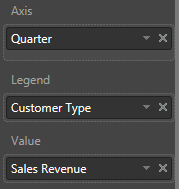 Axis
Quarter
Legend
Customer Type
Value
Sales Revenue